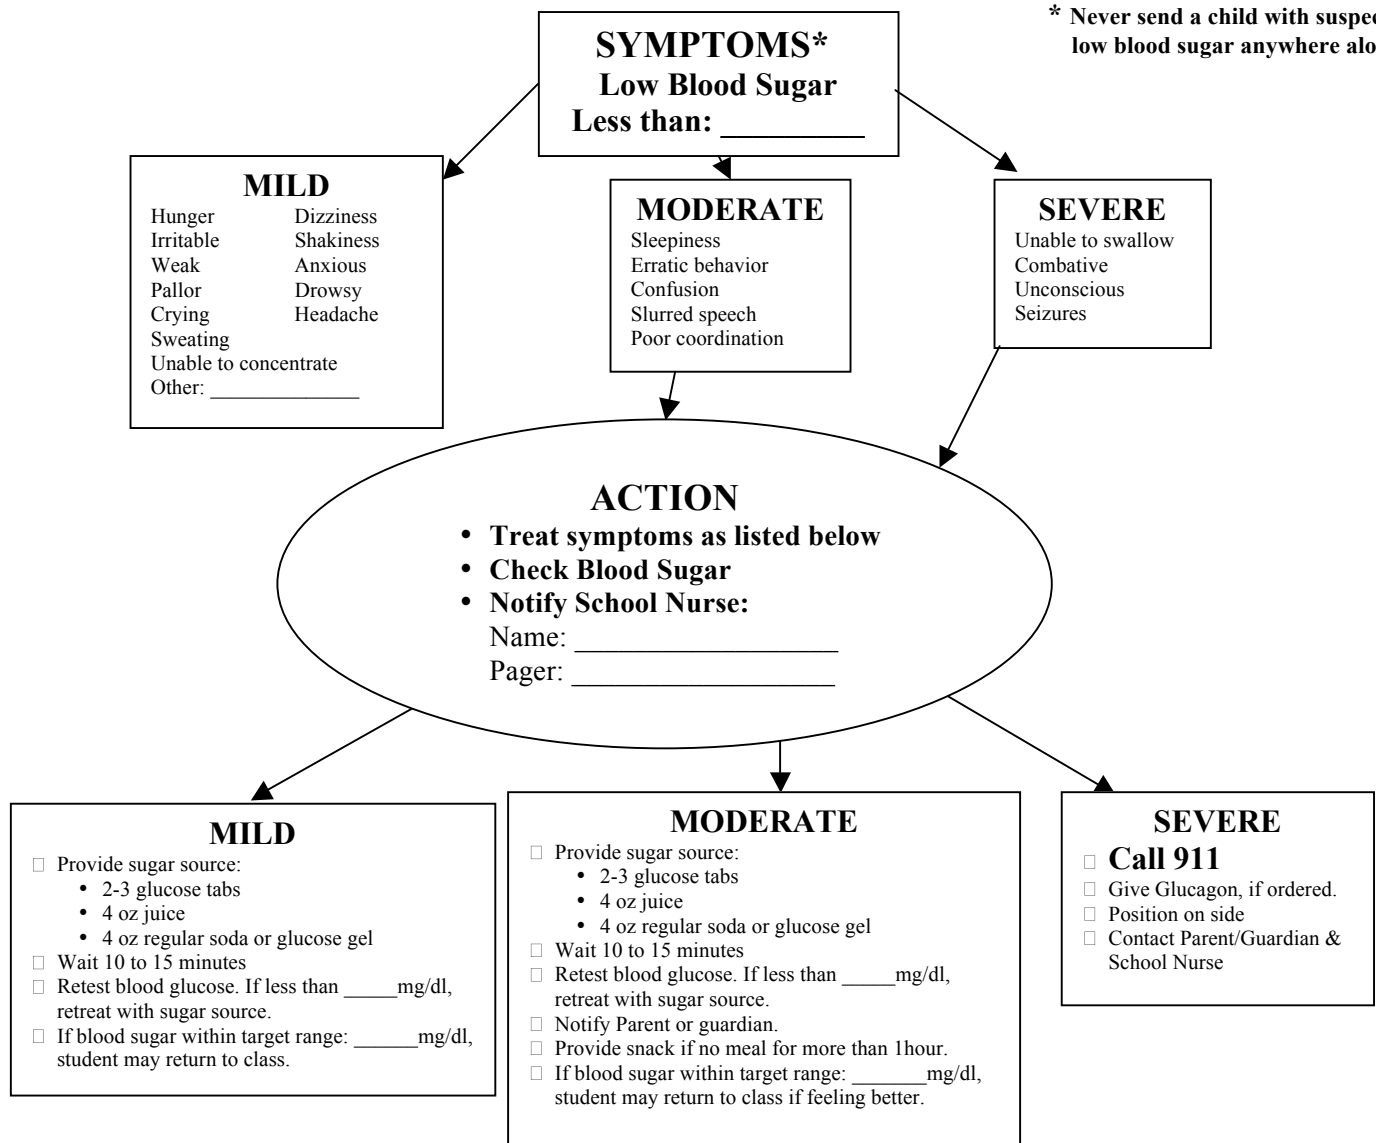 * Never send a child with
low blood sugar anywhere
SYMPTOMS*
Low Blood Sugar
Less than: _________
MILD
Hunger Dizziness
Irritable Shakiness
Weak Anxious
Pallor Drowsy
Crying Headache
Sweating
Unable to concentrate
Other: ______________
MODERATE
Sleepiness
Erratic behavior
Confusion
Slurred speech
Poor coordination
SEVERE
Unable to swallow
Combative
Unconscious
Seizures
ACTION
• Treat symptoms as listed below
• Check Blood Sugar
• Notify School Nurse:
Name: __________________
Pager: __________________
MILD
□ Provide sugar source:
• 2-3 glucose tabs
• 4 oz juice
• 4 oz regular soda or glucose gel
□ Wait 10 to 15 minutes
□ Retest blood glucose. If less than _____mg/dl,
retreat with sugar source.
□ If blood sugar within target range: ______mg/dl,
student may return to class.
MODERATE
□ Provide sugar source:
• 2-3 glucose tabs
• 4 oz juice
• 4 oz regular soda or glucose gel
□ Wait 10 to 15 minutes
□ Retest blood glucose. If less than _____mg/dl,
retreat with sugar source.
□ Notify Parent or guardian.
□ Provide snack if no meal for more than 1hour.
□ If blood sugar within target range: _______mg/dl,
student may return to class if feeling better.
SEVERE
□ Call 911
□ Give Glucagon, if ordered.
□ Position on side
□ Contact Parent/Guardian &
School Nurse